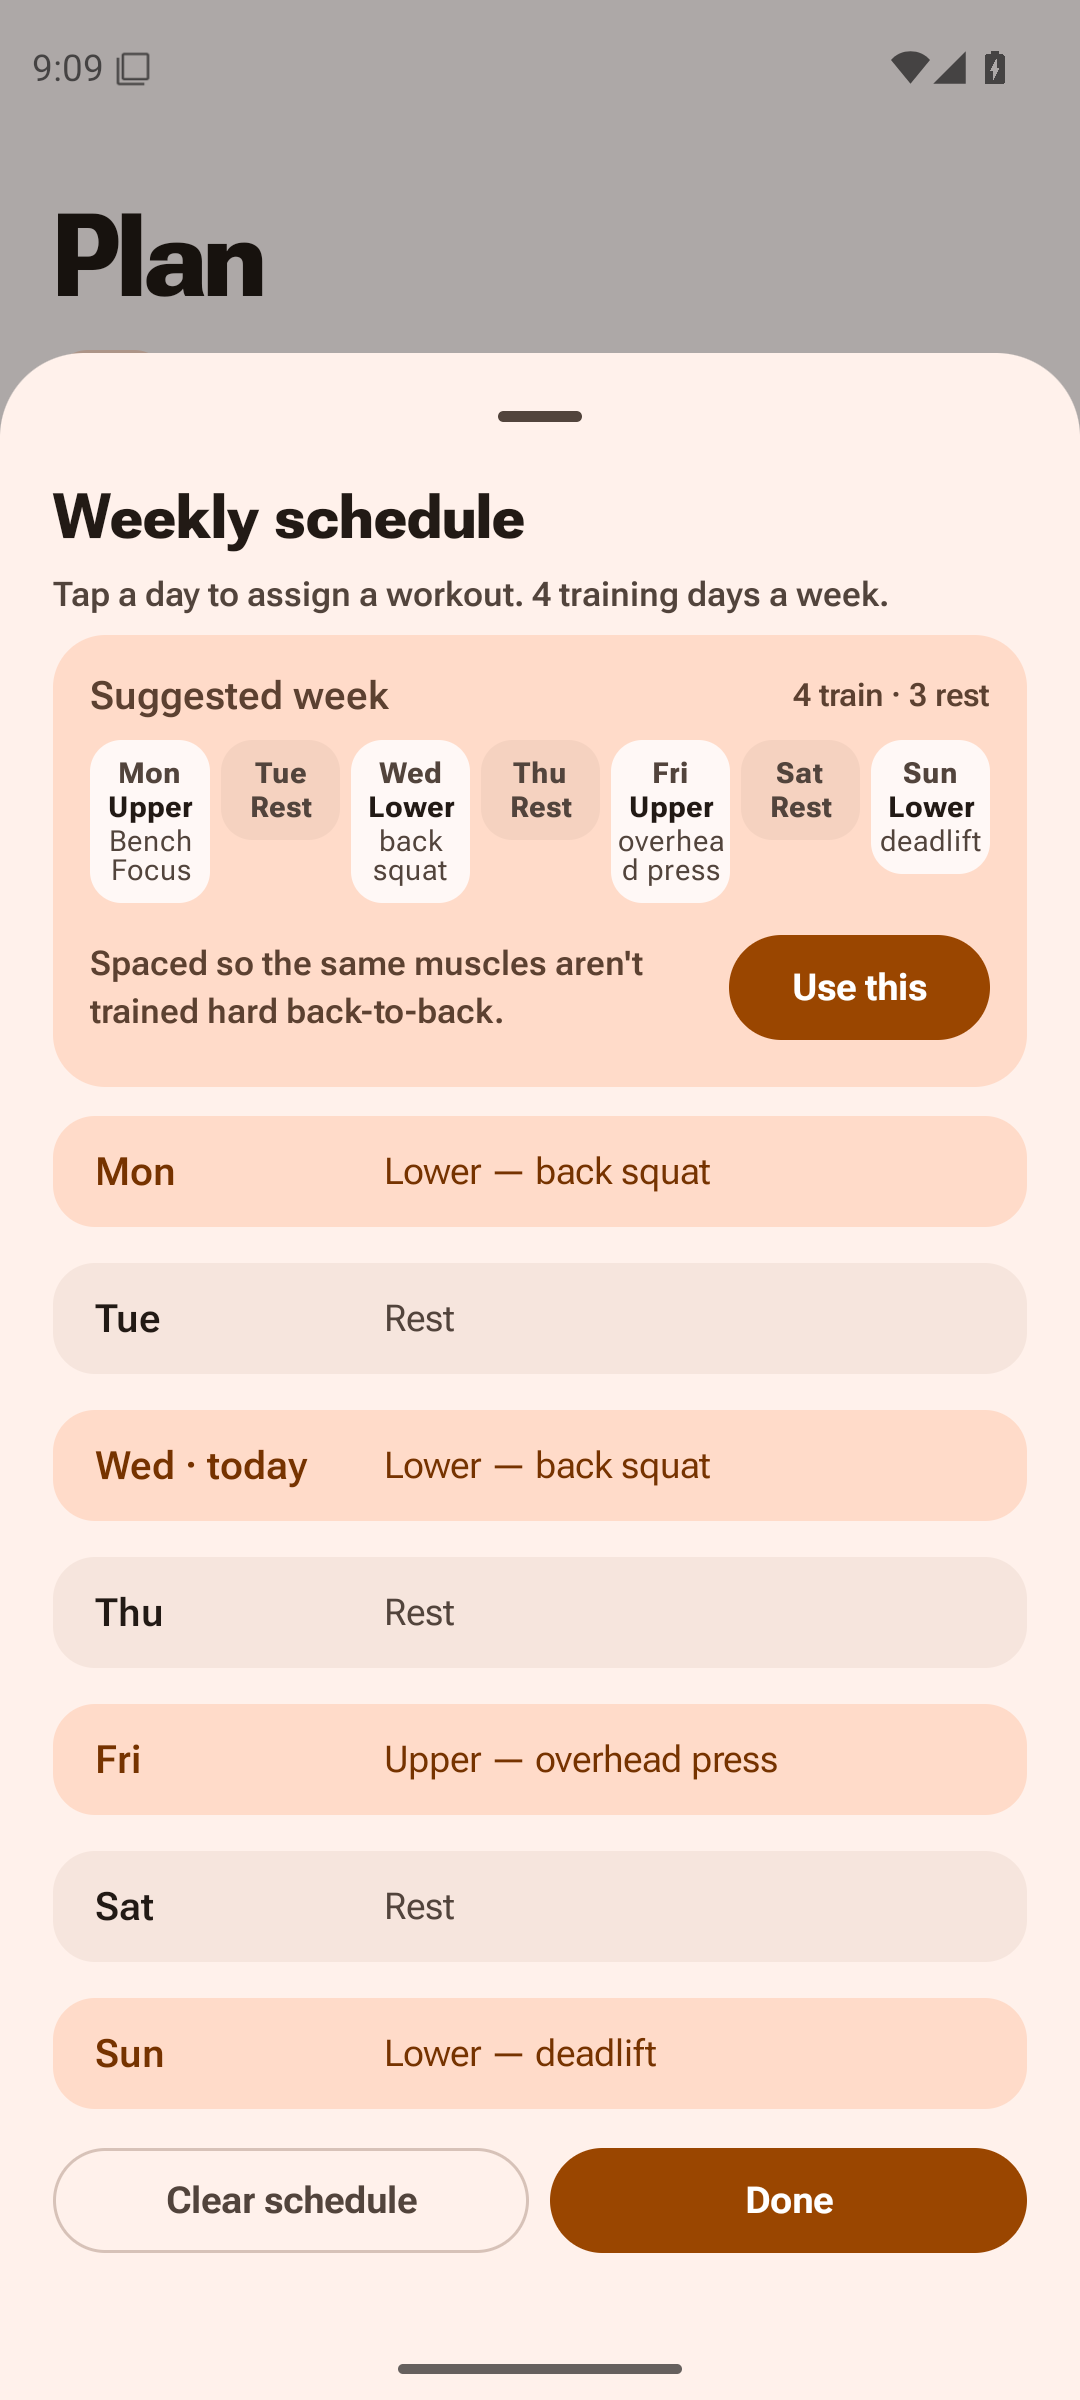 9:09
Plan
Weekly schedule
Tap a day to assign a workout. 4 training days a week.
Suggested week
4 train · 3 rest
Mon
Upper
Bench
Focus
Tue
Rest
Wed
Lower
back
squat
Thu
Rest
Fri
Upper
overhea
d press
Sat
Rest
Sun
Lower
deadlift
Spaced so the same muscles aren't
trained hard back-to-back.
Use this
Mon Lower — back squat
Tue Rest
Wed · today Lower — back squat
Thu Rest
Fri Upper — overhead press
Sat Rest
Sun Lower — deadlift
Clear schedule
Done